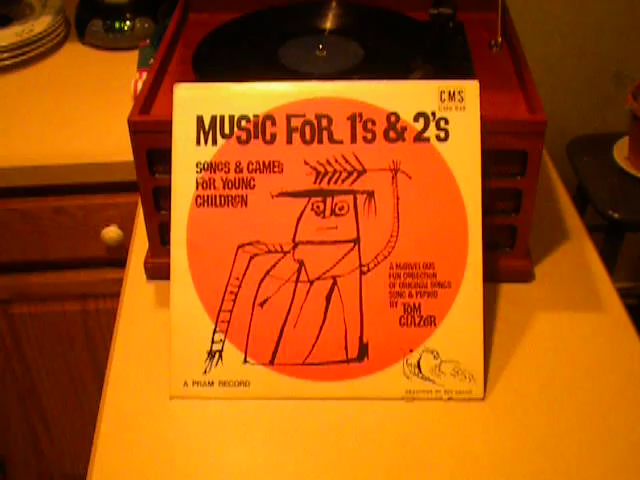 CMS
MUSIC FOR 1's & 2's
SONGS & GAMES
FOR YOUNG
CHILDREN
A MARVELOUS
FUN COLLECTION
OF ORIGINAL SONGS
SUNG &
BY TOM
GLAZER
A PRAM RECORD